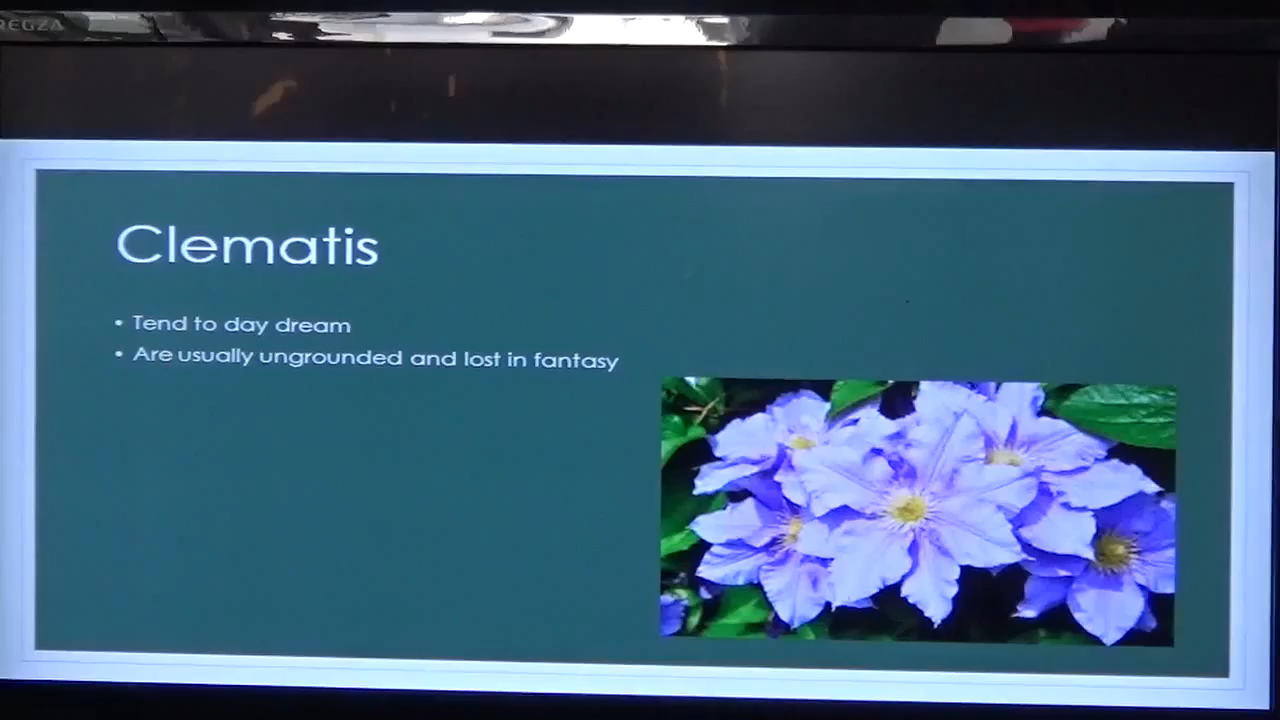 REGZA
Clematis
• Tend to day dream
• Are usually ungrounded and lost in fantasy